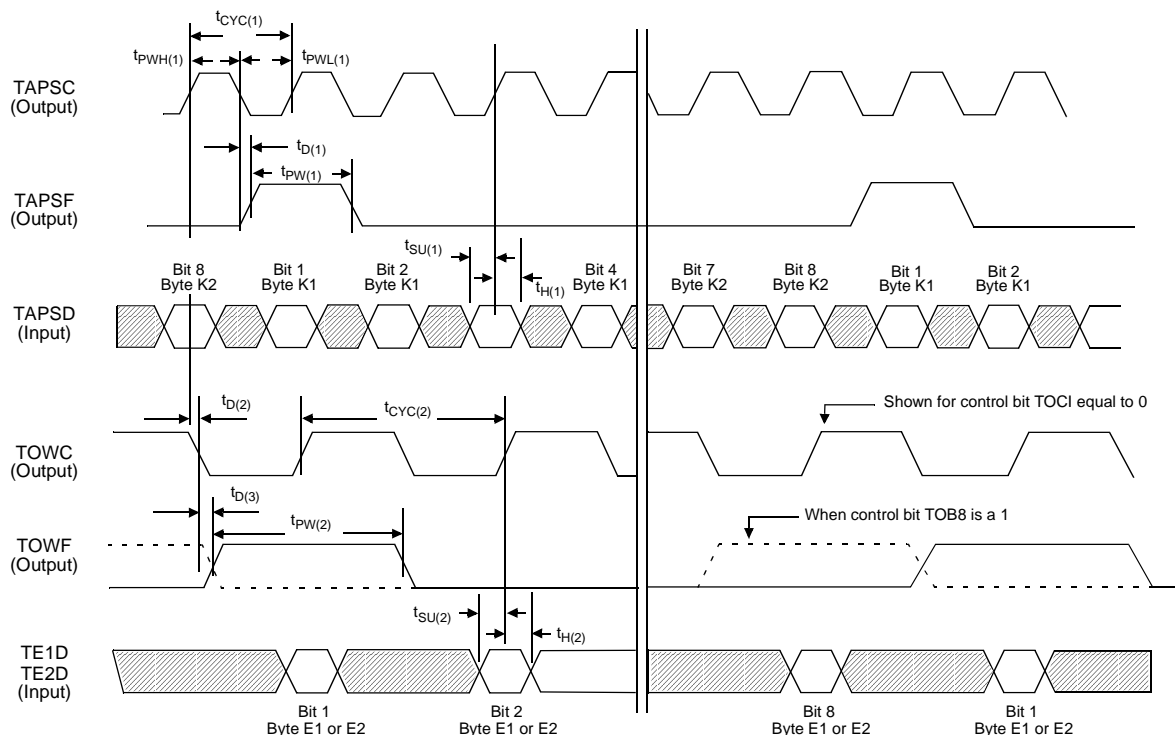 tCYC(1)
tPWH(1)
tPWL(1)
TAPSC
(Output)
tD(1)
tPW(1)
TAPSF
(Output)
tSU(1)
tH(1)
Bit 8
Byte K2
Bit 1
Byte K1
Bit 2
Byte K1
Bit 4
Byte K1
Bit 7
Byte K2
Bit 8
Byte K2
Bit 1
Byte K1
Bit 2
Byte K1
TAPSD
(Input)
tD(2)
tCYC(2)
Shown for control bit TOCI equal to 0
TOWC
(Output)
tD(3)
tPW(2)
When control bit TOB8 is a 1
TOWF
(Output)
tSU(2)
tH(2)
TE1D
TE2D
(Input)
Bit 1
Byte E1 or E2
Bit 2
Byte E1 or E2
Bit 8
Byte E1 or E2
Bit 1
Byte E1 or E2